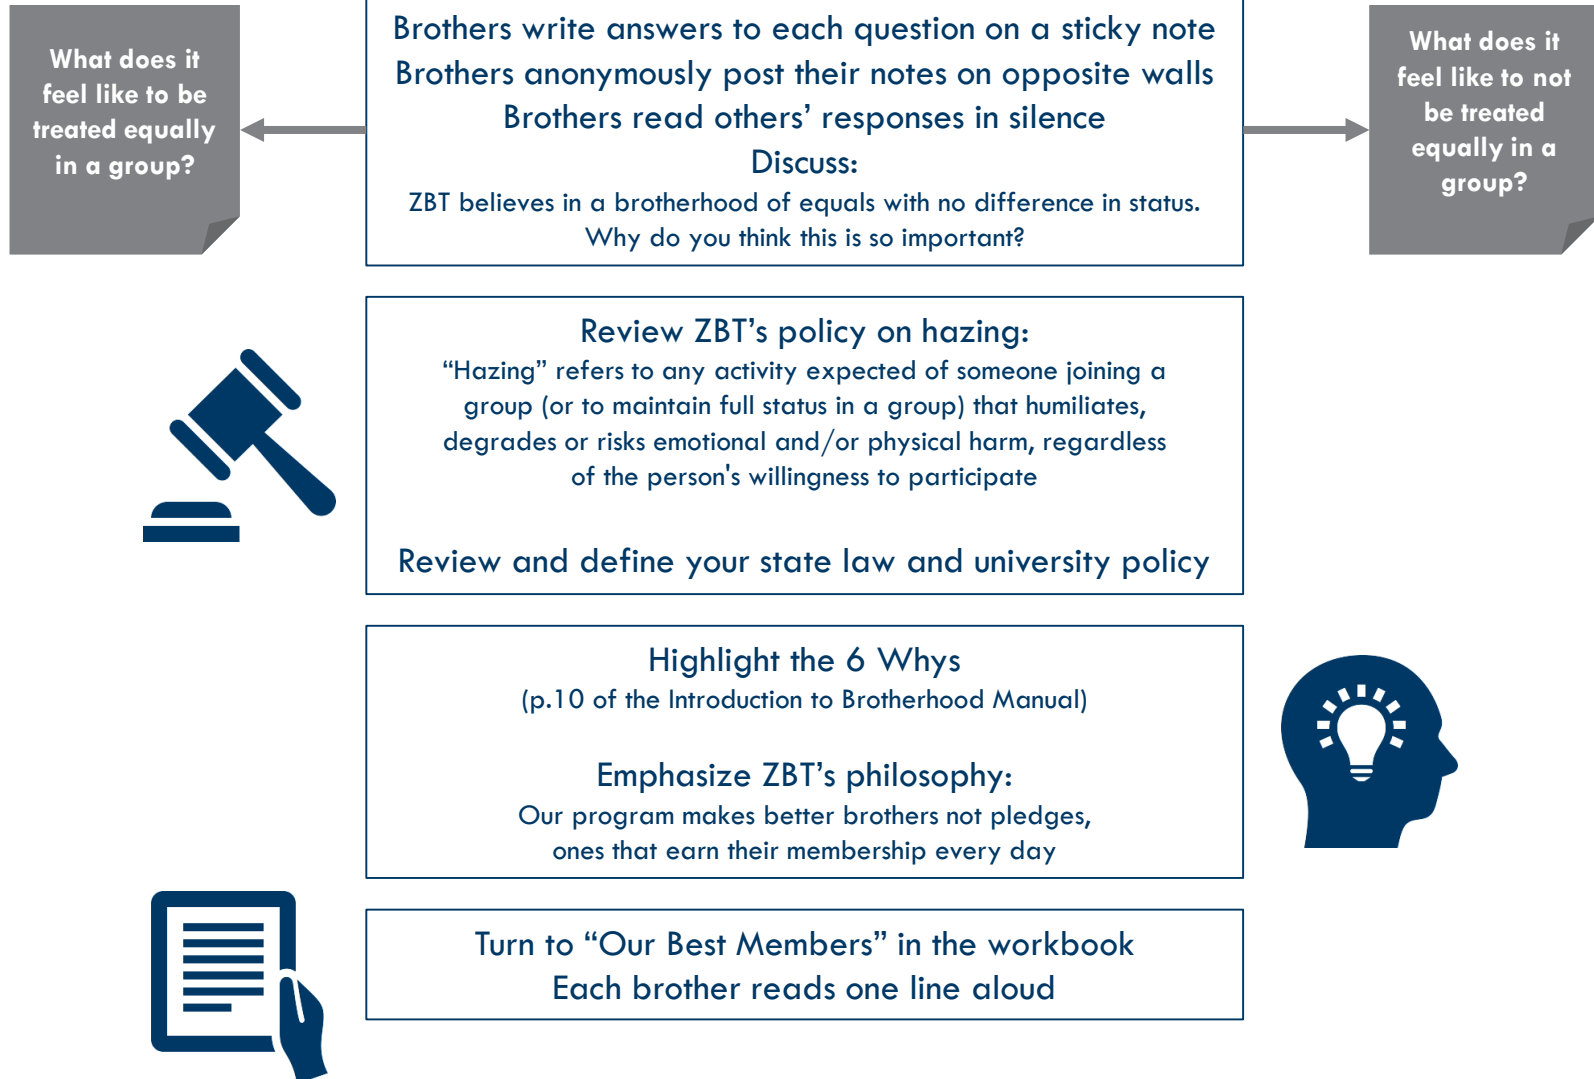 What does it
feel like to be
treated equally
in a group?
Brothers write answers to each question on a sticky note
Brothers anonymously post their notes on opposite walls
Brothers read others’ responses in silence
Discuss:
ZBT believes in a brotherhood of equals with no difference in status.
Why do you think this is so important?
What does it
feel like to not
be treated
equally in a
group?
Review ZBT’s policy on hazing:
“Hazing” refers to any activity expected of someone joining a
group (or to maintain full status in a group) that humiliates,
degrades or risks emotional and/or physical harm, regardless
of the person's willingness to participate
Review and define your state law and university policy
Highlight the 6 Whys
(p.10 of the Introduction to Brotherhood Manual)
Emphasize ZBT’s philosophy:
Our program makes better brothers not pledges,
ones that earn their membership every day
Turn to “Our Best Members” in the workbook
Each brother reads one line aloud